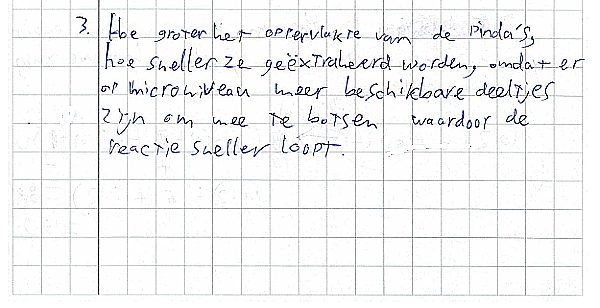 3. Hoe groter het oppervlakte van de pinda's,
hoe sneller ze geëxtraheerd worden, omdat er
op microniveau meer beschikbare deeltjes
zijn om mee te botsen waardoor de
reactie sneller loopt.